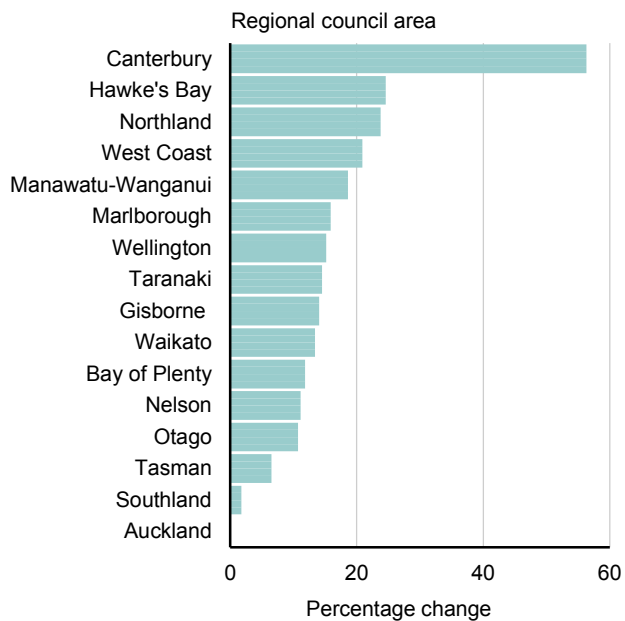 Regional council area
Canterbury
Hawke's Bay
Northland
West Coast
Manawatu-Wanganui
Marlborough
Wellington
Taranaki
Gisborne
Waikato
Bay of Plenty
Nelson
Otago
Tasman
Southland
Auckland
0 20 40 60
Percentage change